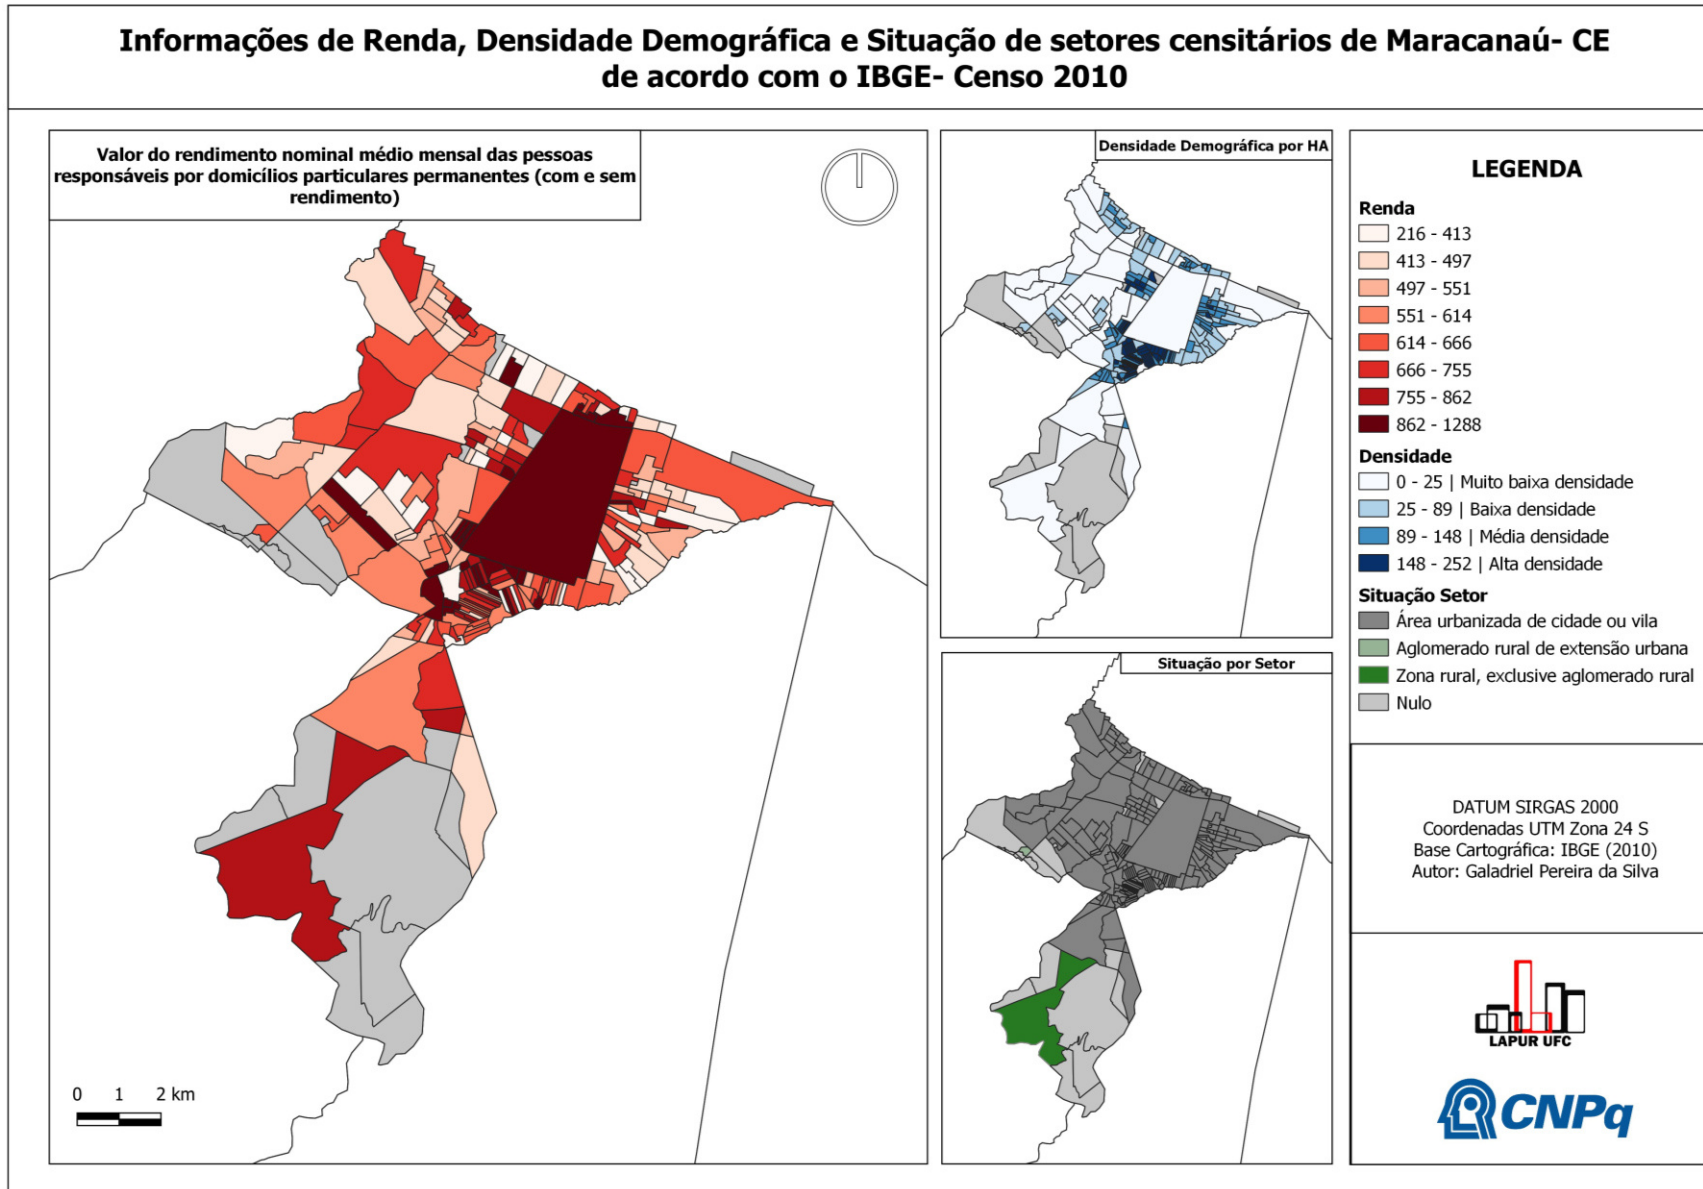 Informações de Renda, Densidade Demográfica e Situação de setores censitários de Maracanaú- CE
de acordo com o IBGE- Censo 2010
Valor do rendimento nominal médio mensal das pessoas
responsáveis por domicílios particulares permanentes (com e sem
rendimento)
0 1 2 km
Densidade Demográfica por HA
Situação por Setor
LEGENDA
Renda
216 - 413
413 - 497
497 - 551
551 - 614
614 - 666
666 - 755
755 - 862
862 - 1288
Densidade
0 - 25 | Muito baixa densidade
25 - 89 | Baixa densidade
89 - 148 | Média densidade
148 - 252 | Alta densidade
Situação Setor
Área urbanizada de cidade ou vila
Aglomerado rural de extensão urbana
Zona rural, exclusive aglomerado rural
Nulo
DATUM SIRGAS 2000
Coordenadas UTM Zona 24 S
Base Cartográfica: IBGE (2010)
Autor: Galadriel Pereira da Silva
LAPUR UFC
CNPq